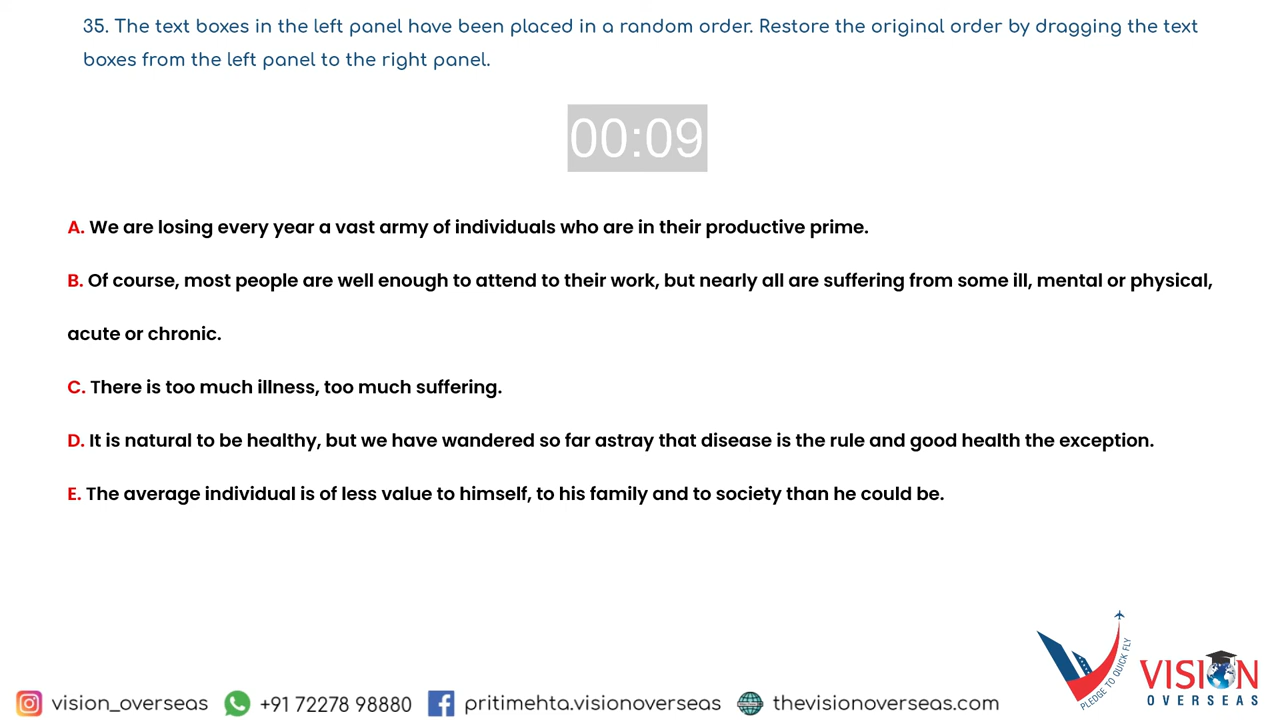 35. The text boxes in the left panel have been placed in a random order. Restore the original order by dragging the text
boxes from the left panel to the right panel.
00:09
A. We are losing every year a vast army of individuals who are in their productive prime.
B. Of course, most people are well enough to attend to their work, but nearly all are suffering from some ill, mental or physical,
acute or chronic.
C. There is too much illness, too much suffering.
D. It is natural to be healthy, but we have wandered so far astray that disease is the rule and good health the exception.
E. The average individual is of less value to himself, to his family and to society than he could be.
PLEDGE TO QUICK FLY
VISION
OVERSEAS
vision_overseas +91 72278 98880 pritimehta.visionoverseas thevisionoverseas.com